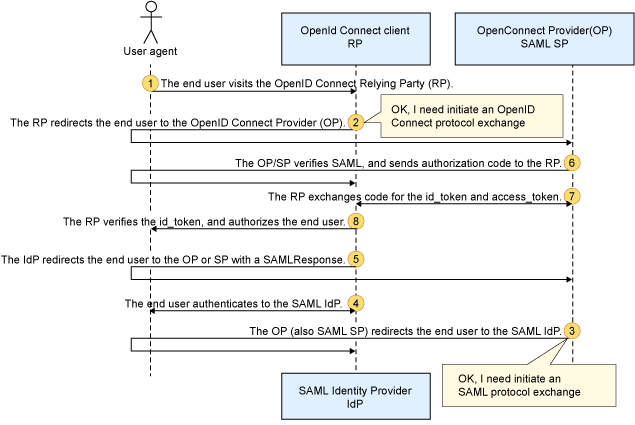 User agent
OpenId Connect client
RP
OpenConnect Provider(OP)
SAML SP
1 The end user visits the OpenID Connect Relying Party (RP).
OK, I need initiate an OpenID
Connect protocol exchange
The RP redirects the end user to the OpenID Connect Provider (OP). 2
The OP/SP verifies SAML, and sends authorization code to the RP. 6
The RP exchanges code for the id_token and access_token. 7
The RP verifies the id_token, and authorizes the end user. 8
The IdP redirects the end user to the OP or SP with a SAMLResponse. 5
The end user authenticates to the SAML IdP. 4
The OP (also SAML SP) redirects the end user to the SAML IdP. 3
OK, I need initiate an
SAML protocol exchange
SAML Identity Provider
IdP